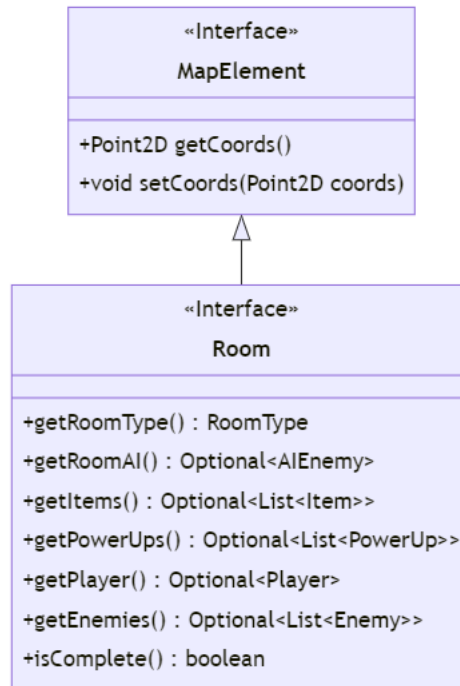 «Interface»
MapElement
+Point2D getCoords()
+void setCoords(Point2D coords)
«Interface»
Room
+getRoomType() : RoomType
+getRoomAI() : Optional<AIEnemy>
+getItems() : Optional<List<Item>>
+getPowerUps() : Optional<List<PowerUp>>
+getPlayer() : Optional<Player>
+getEnemies() : Optional<List<Enemy>>
+isComplete() : boolean